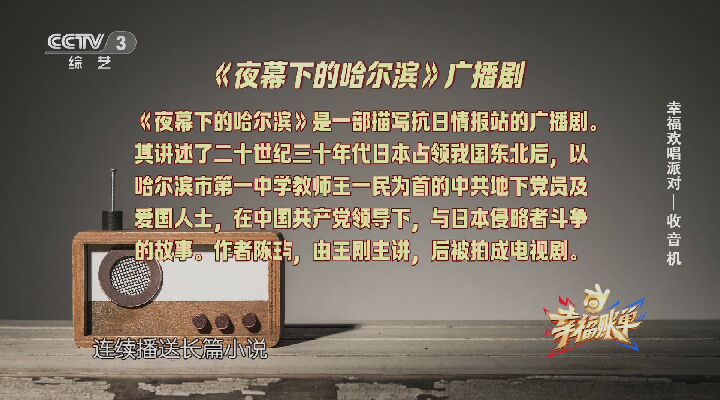 CCTV 3
综艺
《夜幕下的哈尔滨》广播剧
《夜幕下的哈尔滨》是一部描写抗日情报站的广播剧。
其讲述了二十世纪三十年代日本占领我国东北后，以
哈尔滨市第一中学教师王一民为首的中共地下党员及
爱国人士，在中国共产党领导下，与日本侵略者斗争
的故事。作者陈玙，由王刚主讲，后被拍成电视剧。
幸福欢唱派对—收音机
幸福账单
连续播送长篇小说